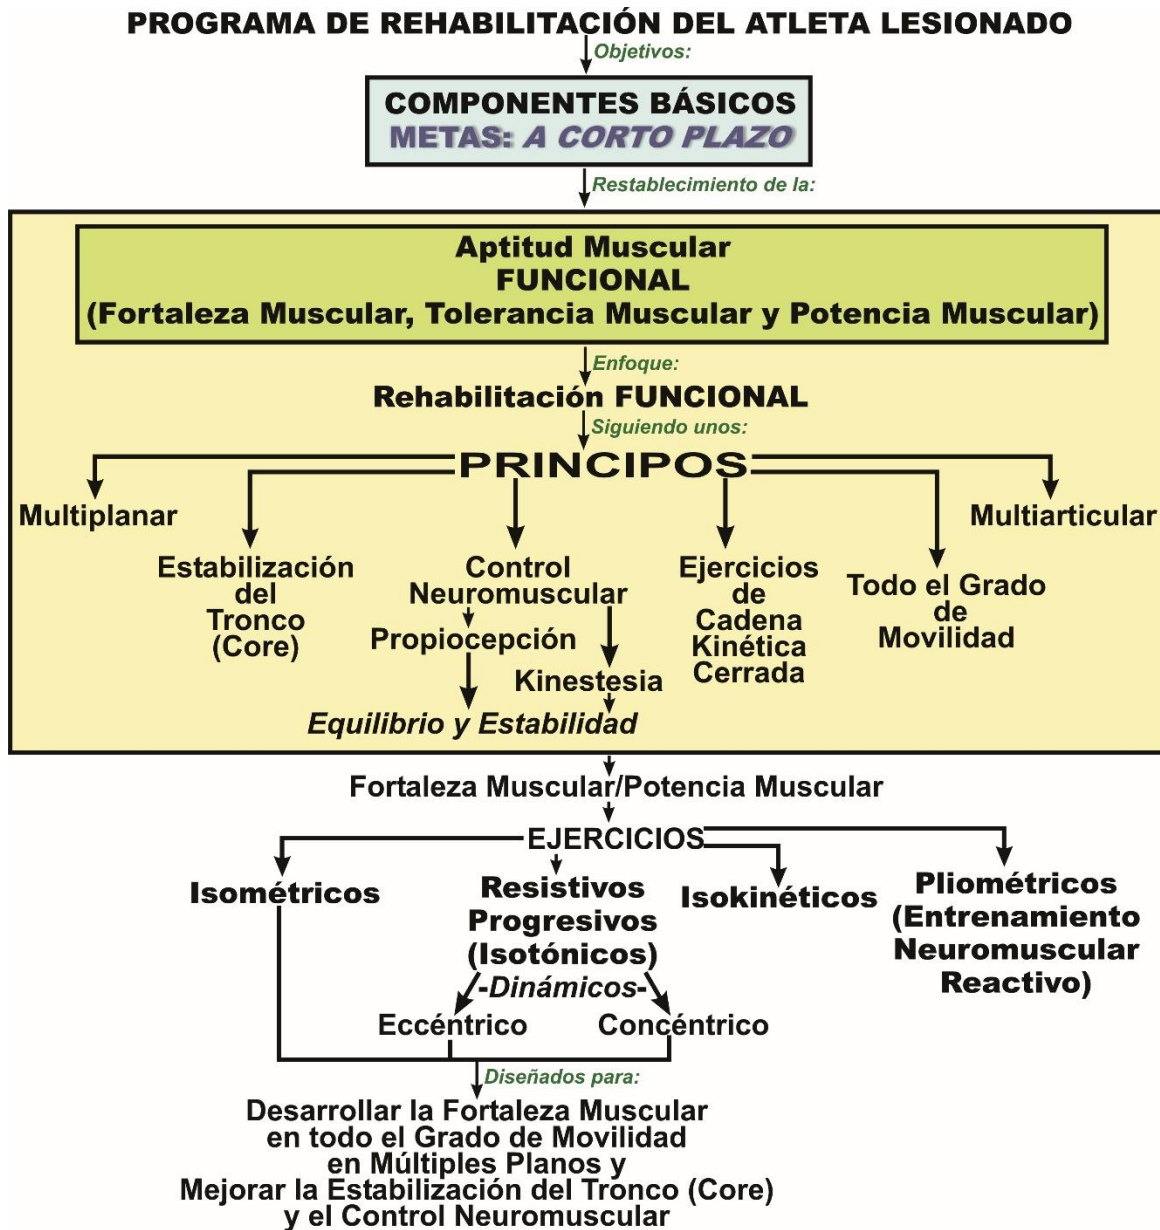 PROGRAMA DE REHABILITACIÓN DEL ATLETA LESIONADO
Objetivos:
COMPONENTES BÁSICOS
METAS: A CORTO PLAZO
Restablecimiento de la:
Aptitud Muscular
FUNCIONAL
(Fortaleza Muscular, Tolerancia Muscular y Potencia Muscular)
Enfoque:
Rehabilitación FUNCIONAL
Siguiendo unos:
PRINCIPOS
Multiplanar
Multiarticular
Estabilización
del
Tronco
(Core)
Control
Neuromuscular
Propiocepción
Kinestesia
Equilibrio y Estabilidad
Ejercicios
de
Cadena
Kinética
Cerrada
Todo el Grado
de
Movilidad
Fortaleza Muscular/Potencia Muscular
EJERCICIOS
Isométricos
Resistivos
Progresivos
(Isotónicos)
-Dinámicos-
Eccéntrico
Concéntrico
Isokinéticos
Pliométricos
(Entrenamiento
Neuromuscular
Reactivo)
Diseñados para:
Desarrollar la Fortaleza Muscular
en todo el Grado de Movilidad
en Múltiples Planos y
Mejorar la Estabilización del Tronco (Core)
y el Control Neuromuscular